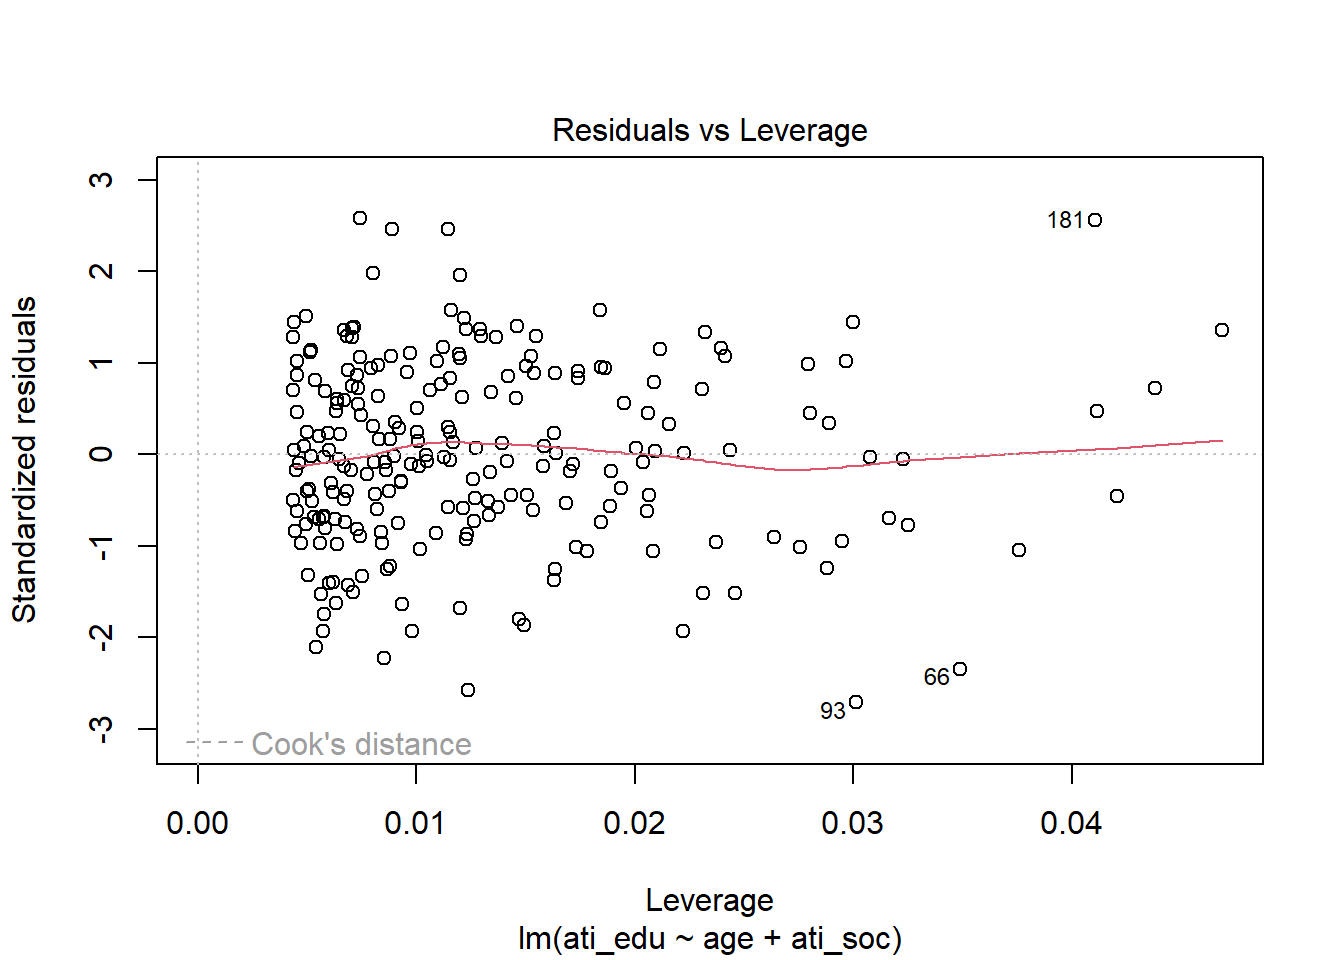 Residuals vs Leverage
Standardized residuals
3
2
1
0
-1
-2
-3
181
66
93
Cook's distance
0.00 0.01 0.02 0.03 0.04
Leverage
lm(ati_edu ~ age + ati_soc)